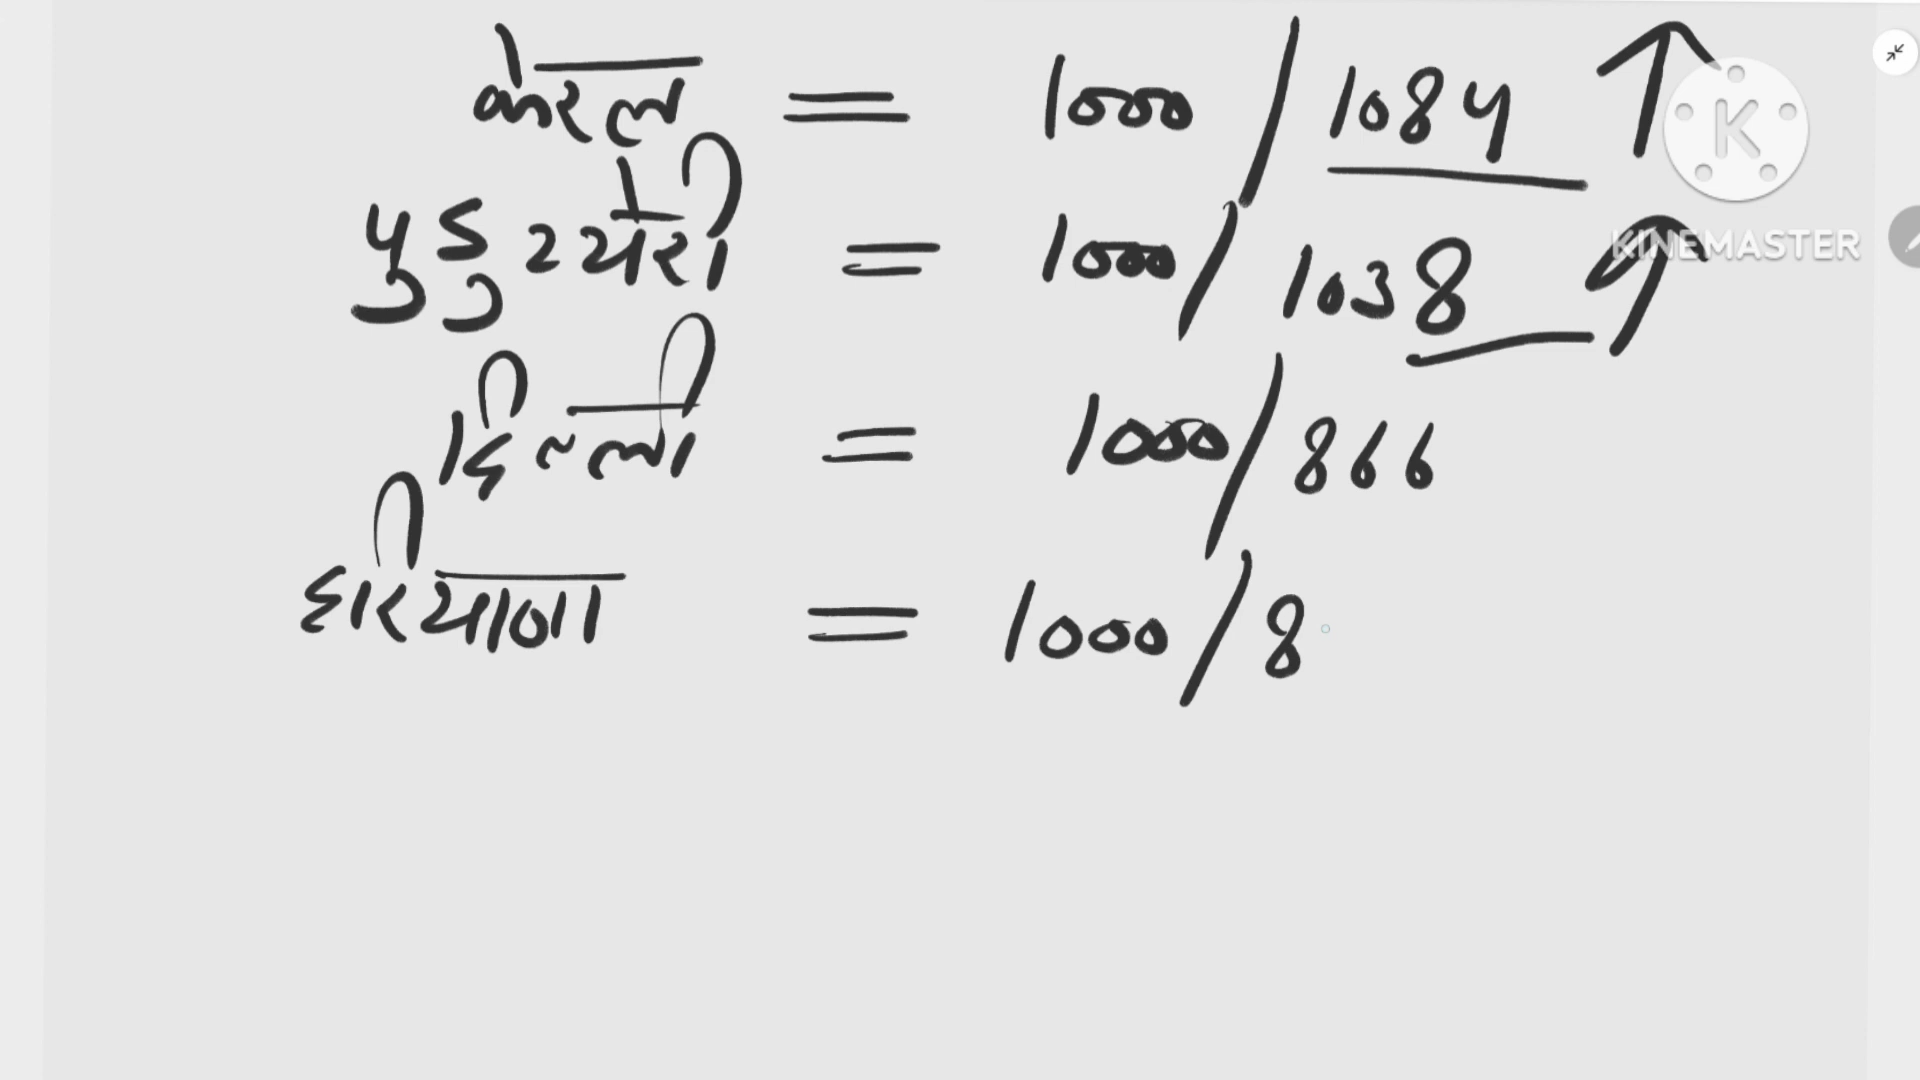 केरल = 1000/1084 ↑
पुडुच्चेरी = 1000/1038 ↑
दिल्ली = 1000/866
हरियाणा = 1000/8
K
KINEMASTER